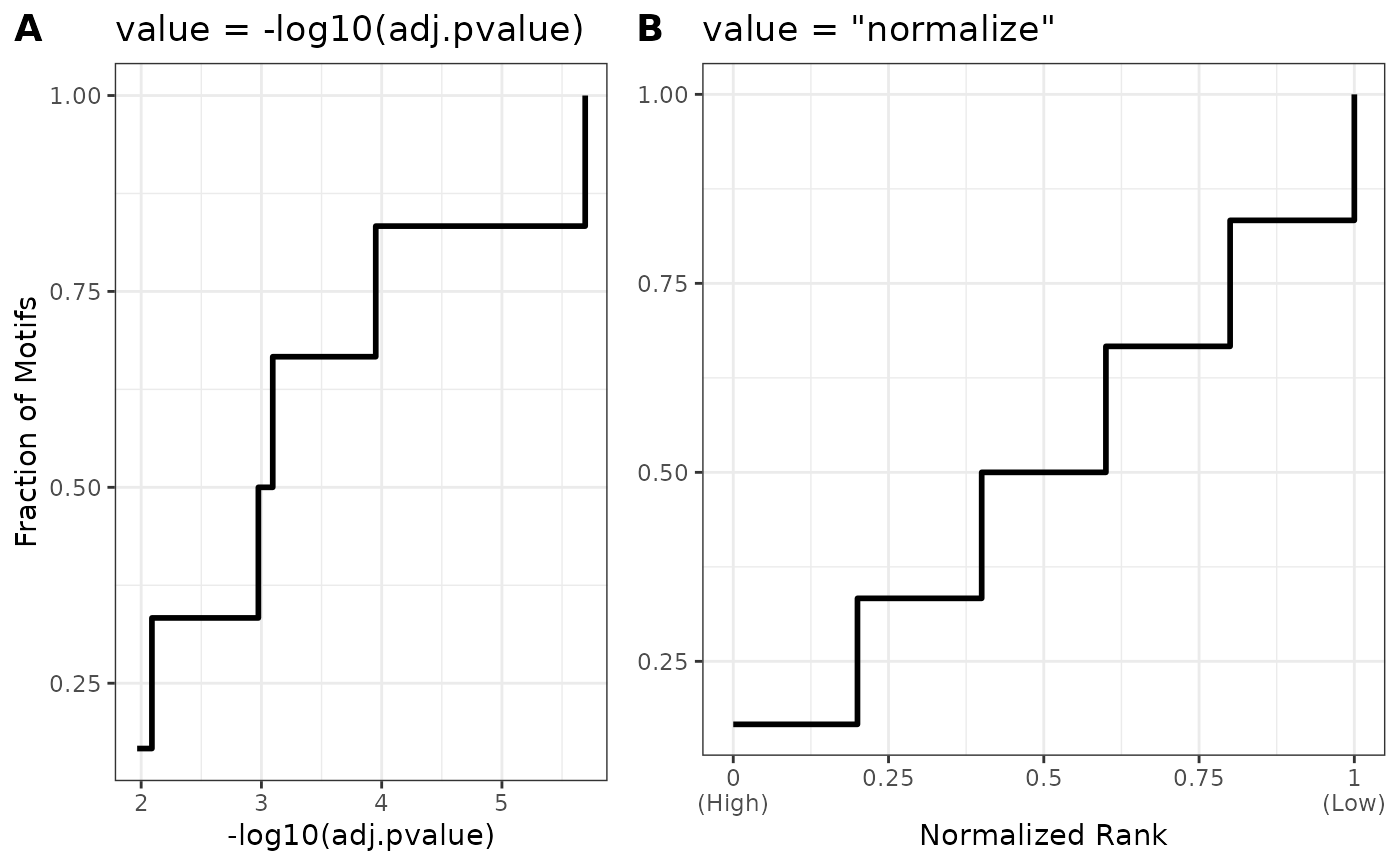 A value = -log10(adj.pvalue)
Fraction of Motifs
1.00
0.75
0.50
0.25
2 3 4 5
-log10(adj.pvalue)
B value = "normalize"
1.00
0.75
0.50
0.25
0 0.25 0.5 0.75 1
(High) (Low)
Normalized Rank